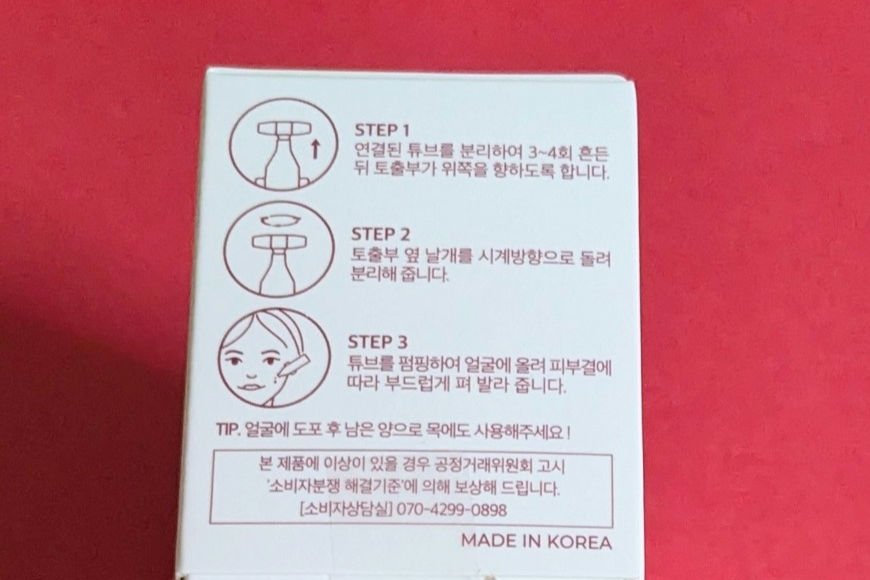 STEP 1
연결된 튜브를 분리하여 3~4회 흔든
뒤 토출부가 위쪽을 향하도록 합니다.
STEP 2
토출부 옆 날개를 시계방향으로 돌려
분리해 줍니다.
STEP 3
튜브를 펌핑하여 얼굴에 올려 피부결에
따라 부드럽게 펴 발라 줍니다.
TIP. 얼굴에 도포 후 남은 양으로 목에도 사용해주세요!
본 제품에 이상이 있을 경우 공정거래위원회 고시
'소비자분쟁 해결기준'에 의해 보상해 드립니다.
[소비자상담실] 070-4299-0898
MADE IN KOREA